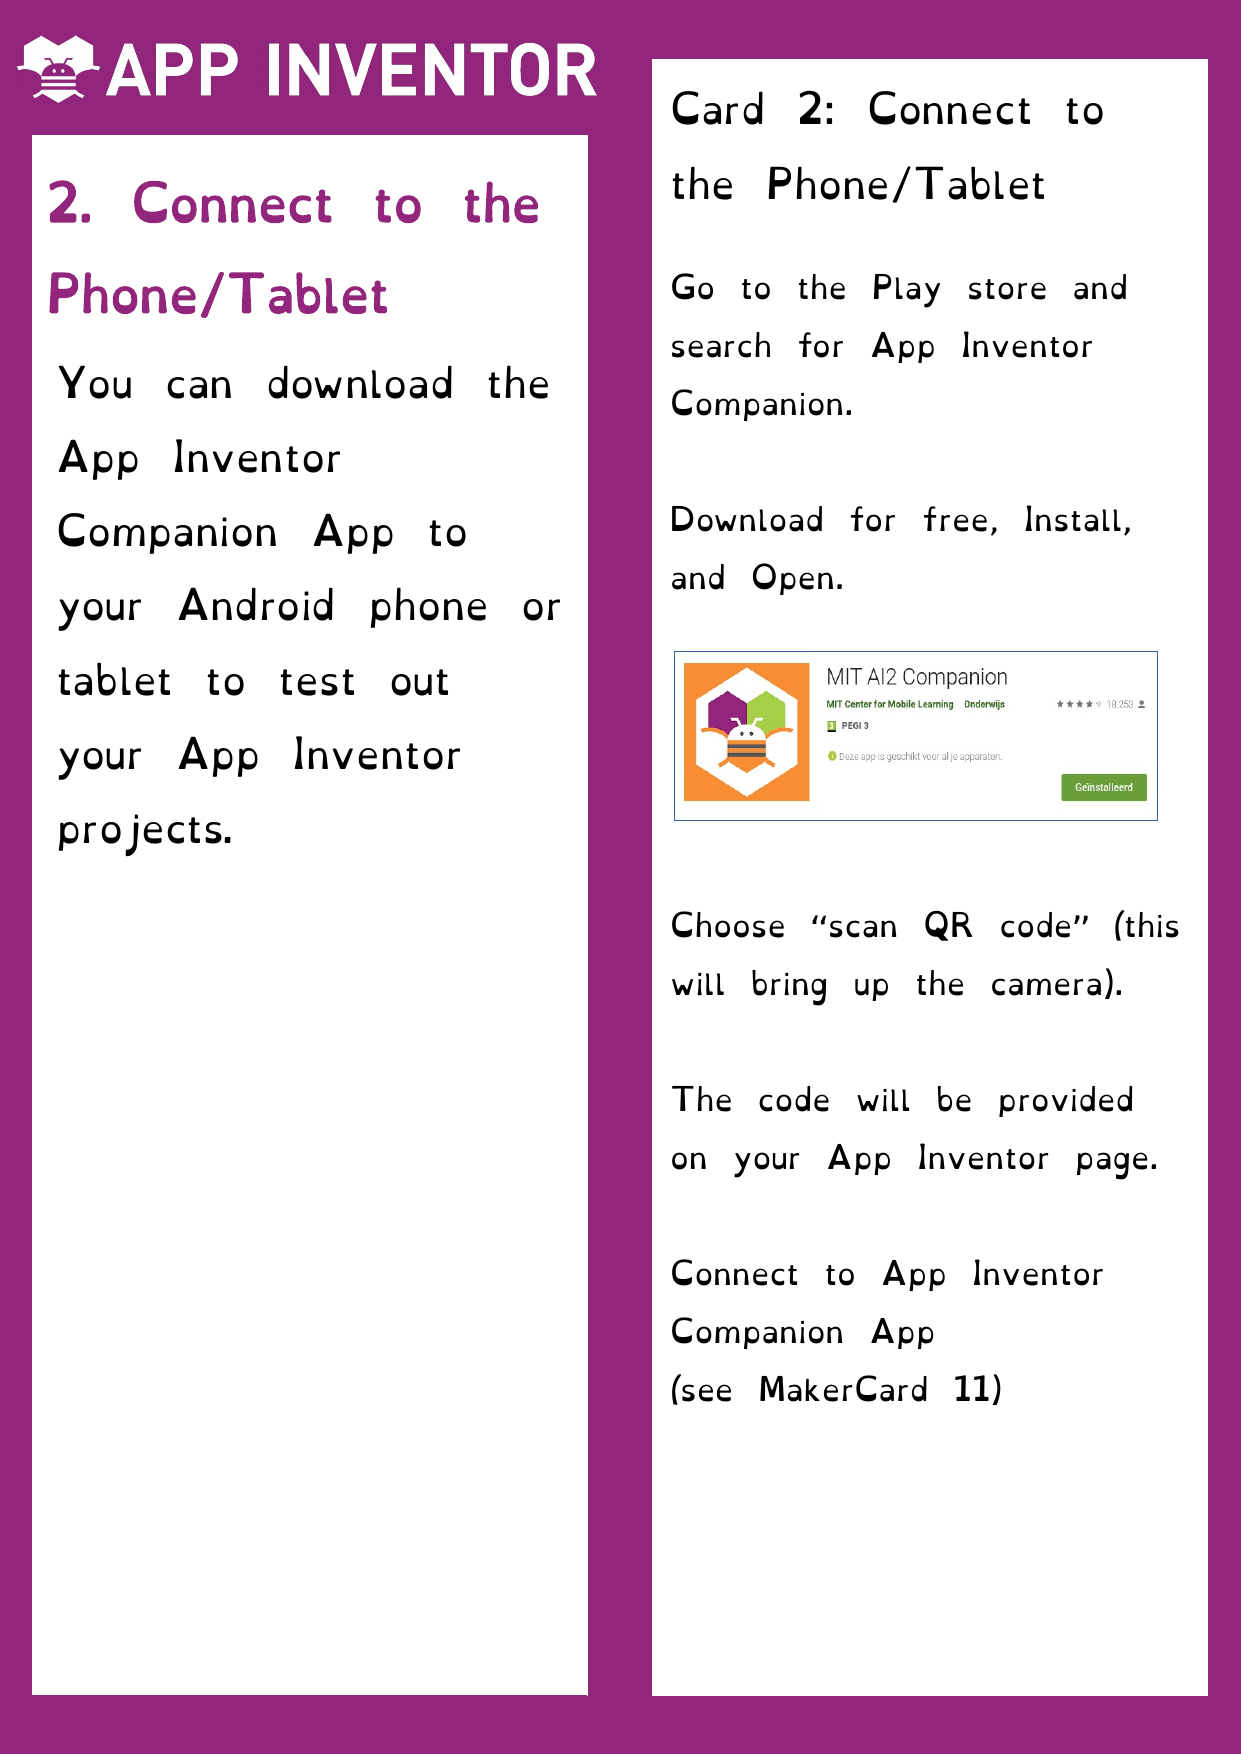 APP INVENTOR
2. Connect to the
Phone/Tablet
You can download the
App Inventor
Companion App to
your Android phone or
tablet to test out
your App Inventor
projects.
Card 2: Connect to
the Phone/Tablet
Go to the Play store and
search for App Inventor
Companion.
Download for free, Install,
and Open.
MIT AI2 Companion
MIT Center for Mobile Learning Onderwijs
18.253
3 PEGI 3
Deze app is geschikt voor al je apparaten.
Geïnstalleerd
Choose “scan QR code” (this
will bring up the camera).
The code will be provided
on your App Inventor page.
Connect to App Inventor
Companion App
(see MakerCard 11)